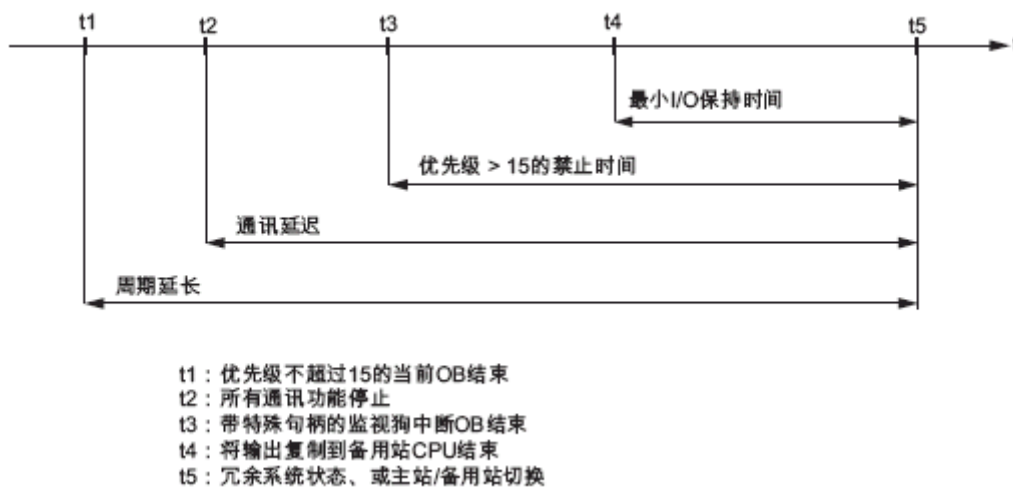 t1
t2
t3
t4
t5
最小I/O保持时间
优先级 > 15的禁止时间
通讯延迟
周期延长
t1：优先级不超过15的当前OB结束
t2：所有通讯功能停止
t3：带特殊句柄的监视狗中断OB结束
t4：将输出复制到备用站CPU结束
t5：冗余系统状态、或主站/备用站切换